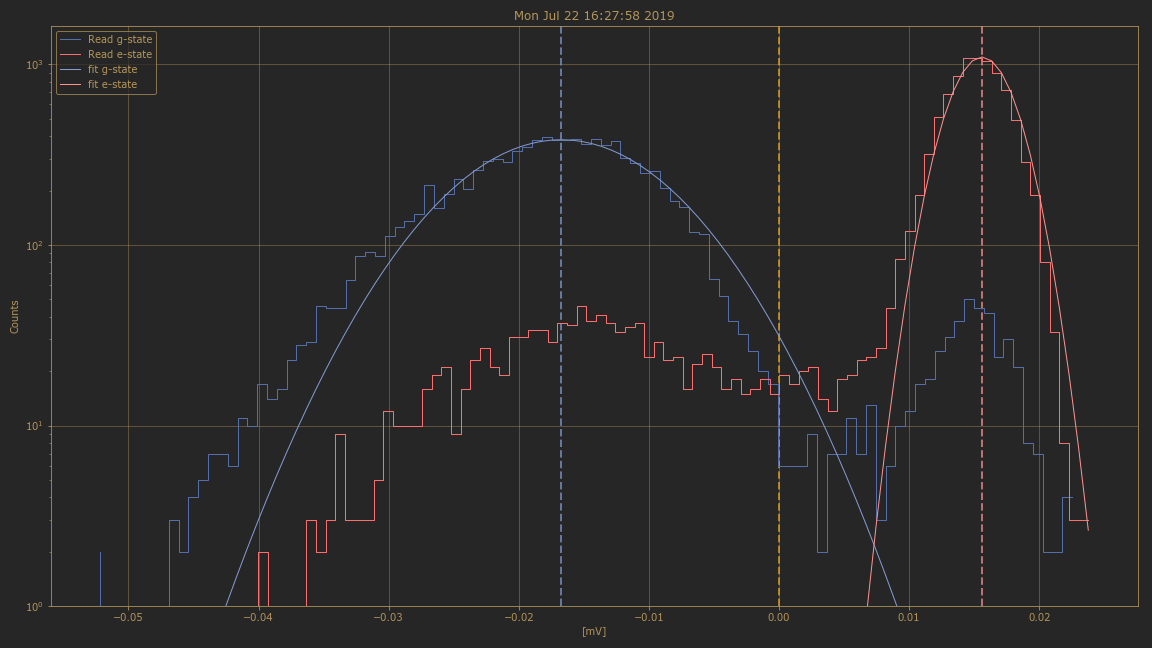 Mon Jul 22 16:27:58 2019
Read g-state
Read e-state
fit g-state
fit e-state
10³
10²
10¹
10⁰
Counts
−0.05 −0.04 −0.03 −0.02 −0.01 0.00 0.01 0.02
[mV]